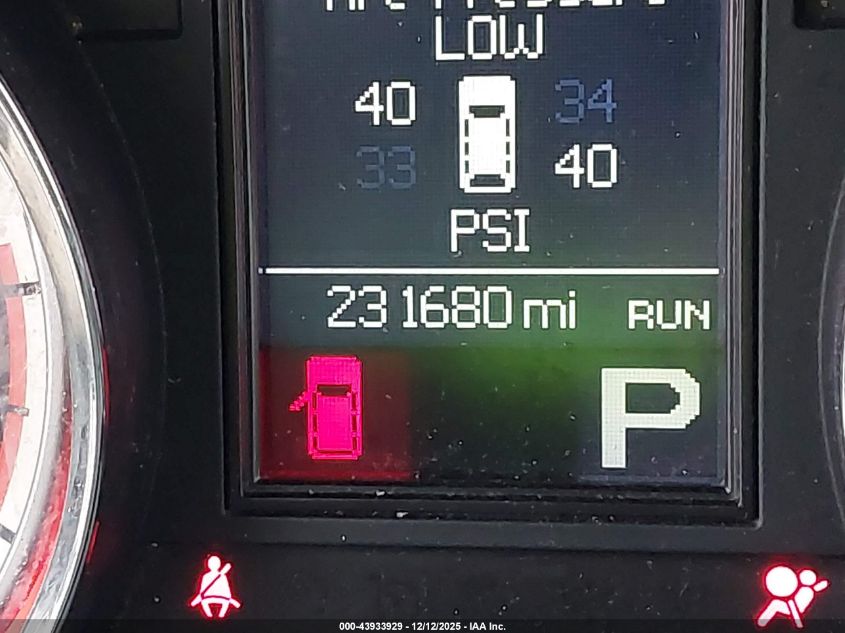 LOW
40 34
33 40
PSI
231680 mi RUN
P
000-43933929 - 12/12/2025 - IAA Inc.